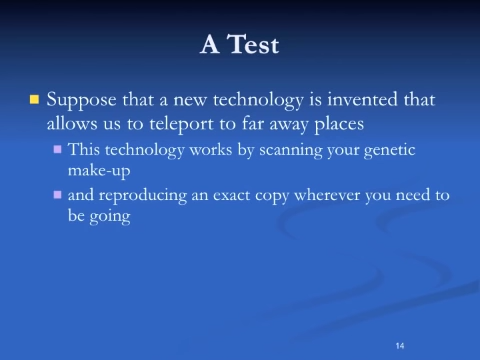 A Test
Suppose that a new technology is invented that
allows us to teleport to far away places
This technology works by scanning your genetic
make-up
and reproducing an exact copy wherever you need to
be going
14